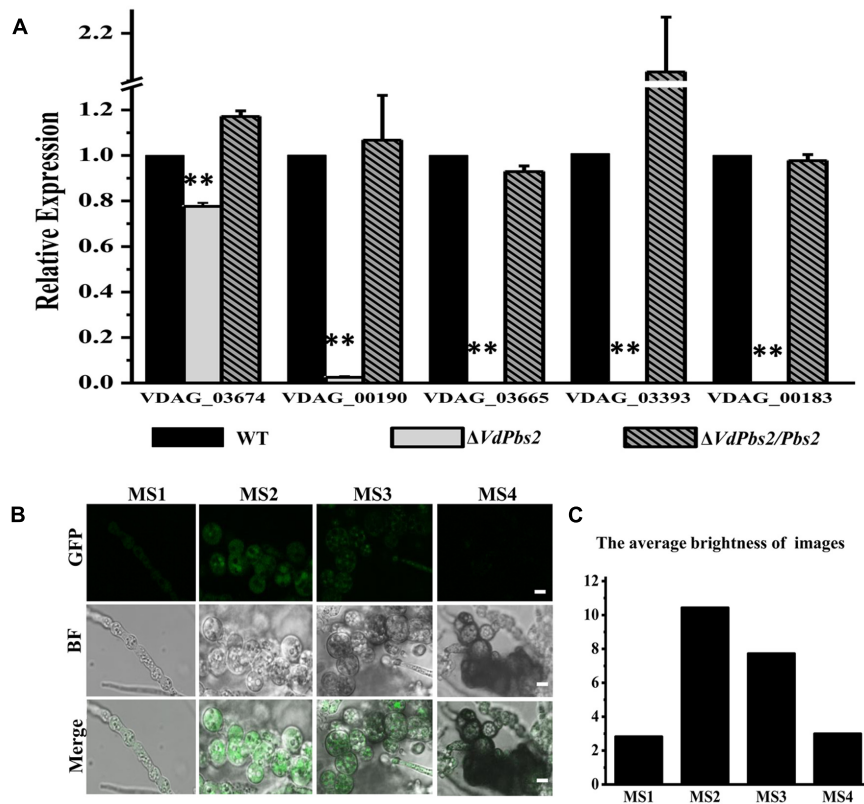 A
Relative Expression
2.2
1.2
1.0
0.8
0.6
0.4
0.2
0.0
** ** ** ** **
VDAG_03674 VDAG_00190 VDAG_03665 VDAG_03393 VDAG_00183
WT ΔVdPbs2 ΔVdPbs2/Pbs2
B
MS1 MS2 MS3 MS4
GFP
BF
Merge
C
The average brightness of images
12
10
8
6
4
2
0
MS1 MS2 MS3 MS4